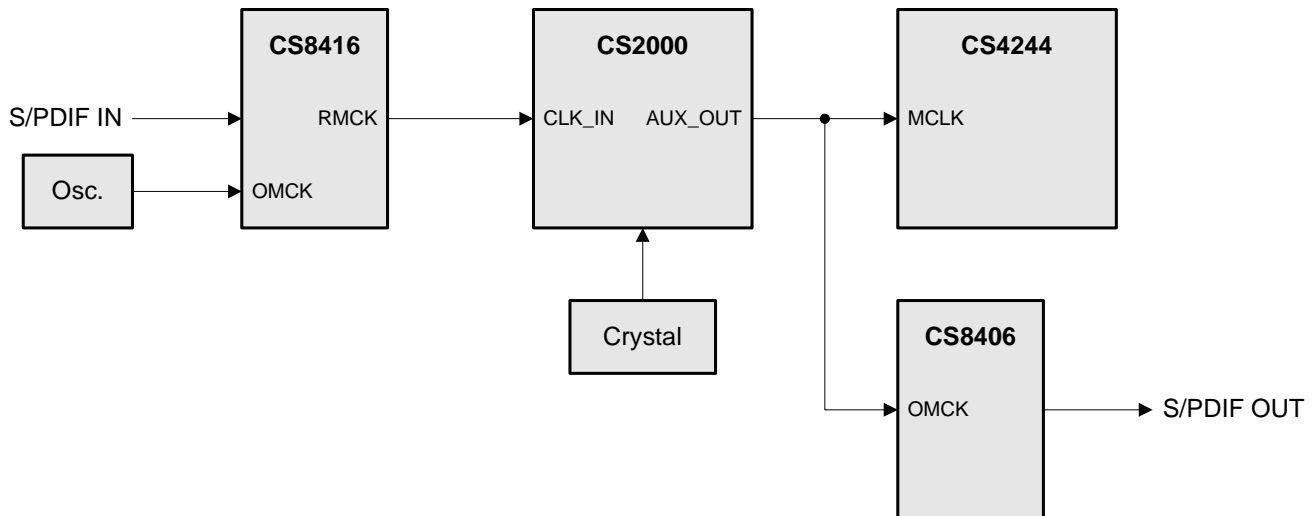 CS8416
CS2000
CS4244
S/PDIF IN
RMCK
CLK_IN
AUX_OUT
MCLK
Osc.
OMCK
Crystal
CS8406
OMCK
S/PDIF OUT